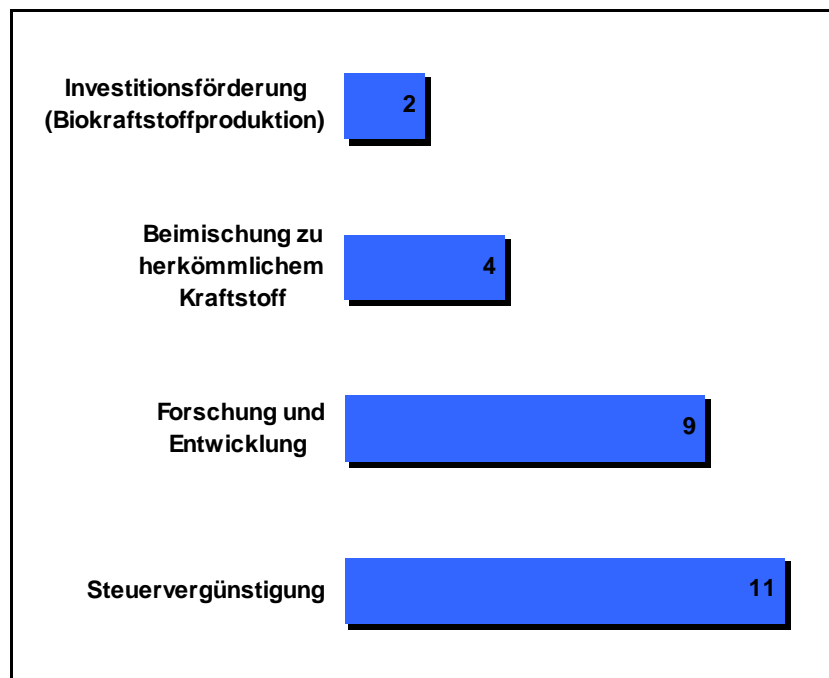 Investitionsförderung
(Biokraftstoffproduktion)
2
Beimischung zu
herkömmlichem
Kraftstoff
4
Forschung und
Entwicklung
9
Steuervergünstigung
11